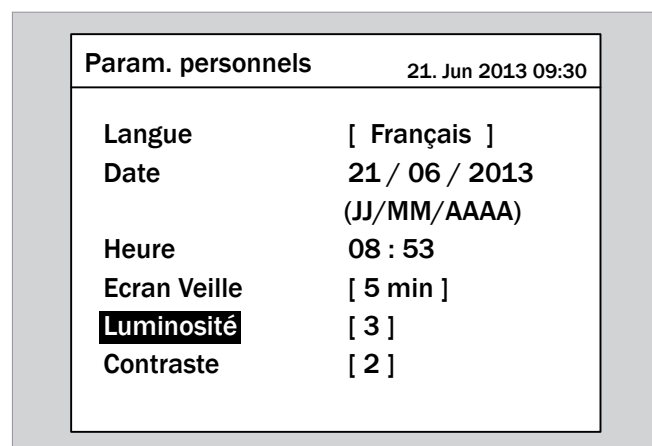 Param. personnels 21. Jun 2013 09:30
Langue [ Français ]
Date 21 / 06 / 2013
(JJ/MM/AAAA)
Heure 08 : 53
Ecran Veille [ 5 min ]
Luminosité [ 3 ]
Contraste [ 2 ]